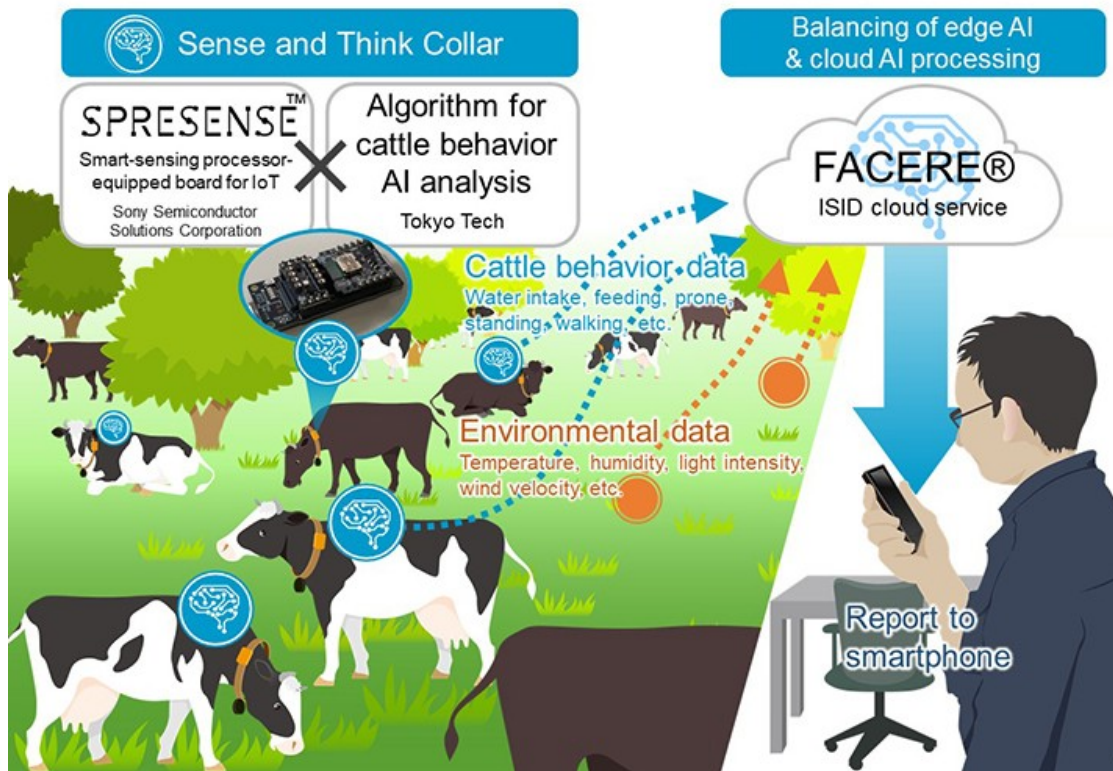 Sense and Think Collar
SPRESENSE™
Smart-sensing processor-
equipped board for IoT
Sony Semiconductor
Solutions Corporation
Algorithm for
cattle behavior
AI analysis
Tokyo Tech
Balancing of edge AI
& cloud AI processing
FACERE®
ISID cloud service
Cattle behavior data
Water intake, feeding, prone,
standing, walking, etc.
Environmental data
Temperature, humidity, light intensity,
wind velocity, etc.
Report to
smartphone